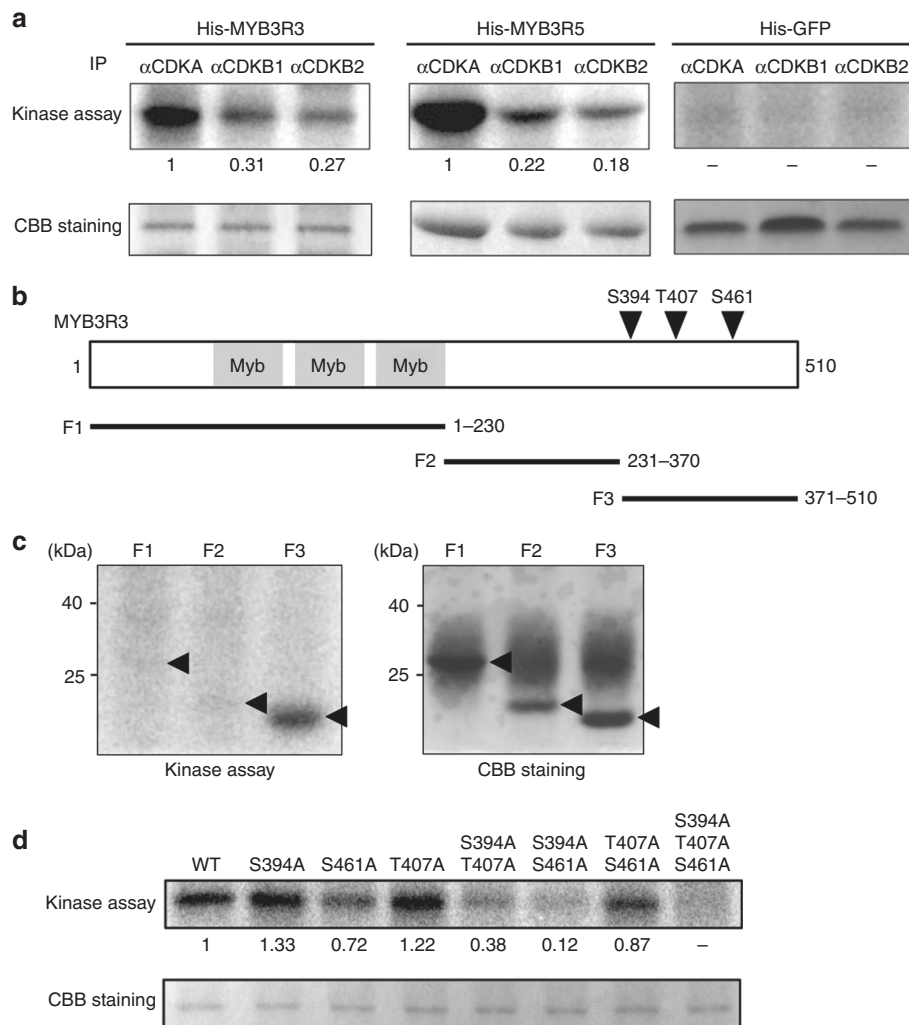 a
His-MYB3R3 His-MYB3R5 His-GFP
IP αCDKA αCDKB1 αCDKB2 αCDKA αCDKB1 αCDKB2 αCDKA αCDKB1 αCDKB2
Kinase assay
1 0.31 0.27 1 0.22 0.18 – – –
CBB staining
b
S394 T407 S461
MYB3R3
1 Myb Myb Myb 510
F1 1–230
F2 231–370
F3 371–510
c
(kDa) F1 F2 F3 (kDa) F1 F2 F3
40 40
25 25
Kinase assay CBB staining
d
S394A
S394A S394A T407A T407A
WT S394A S461A T407A T407A S461A S461A S461A
Kinase assay
1 1.33 0.72 1.22 0.38 0.12 0.87 –
CBB staining